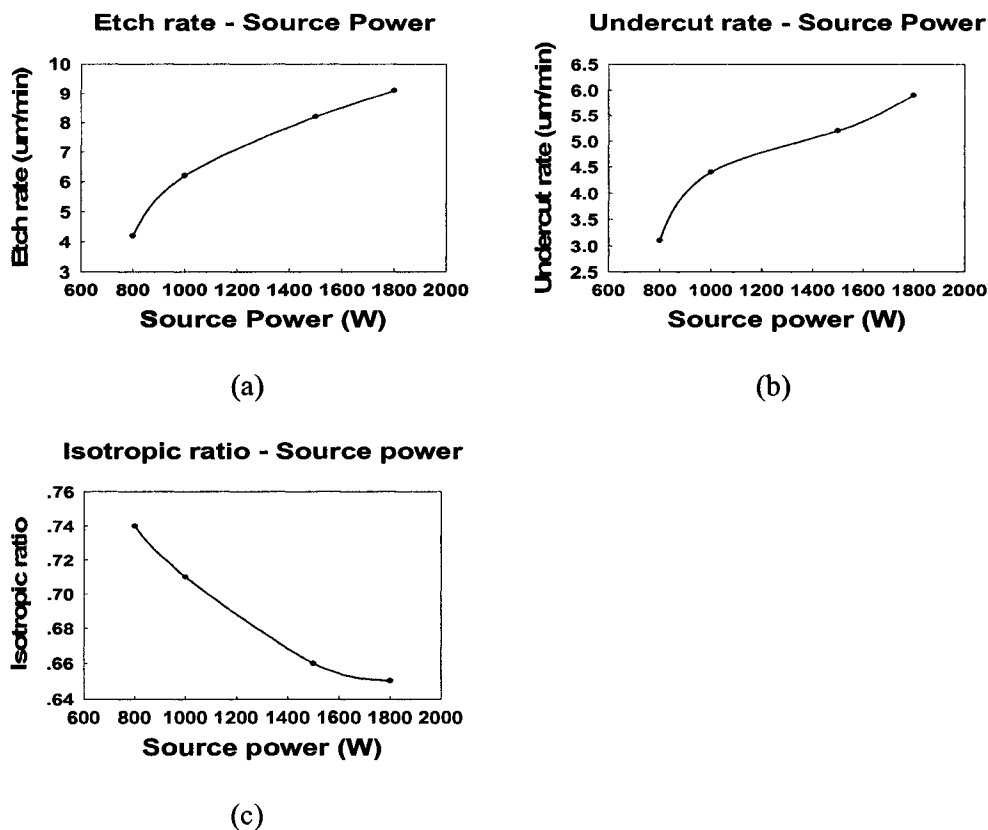 Etch rate - Source Power
Etch rate (um/min)
10
9
8
7
6
5
4
3
600 800 1000 1200 1400 1600 1800 2000
Source Power (W)
(a)
Undercut rate - Source Power
Undercut rate (um/min)
6.5
6.0
5.5
5.0
4.5
4.0
3.5
3.0
2.5
600 800 1000 1200 1400 1600 1800 2000
Source power (W)
(b)
Isotropic ratio - Source power
Isotropic ratio
.76
.74
.72
.70
.68
.66
.64
600 800 1000 1200 1400 1600 1800 2000
Source power (W)
(c)